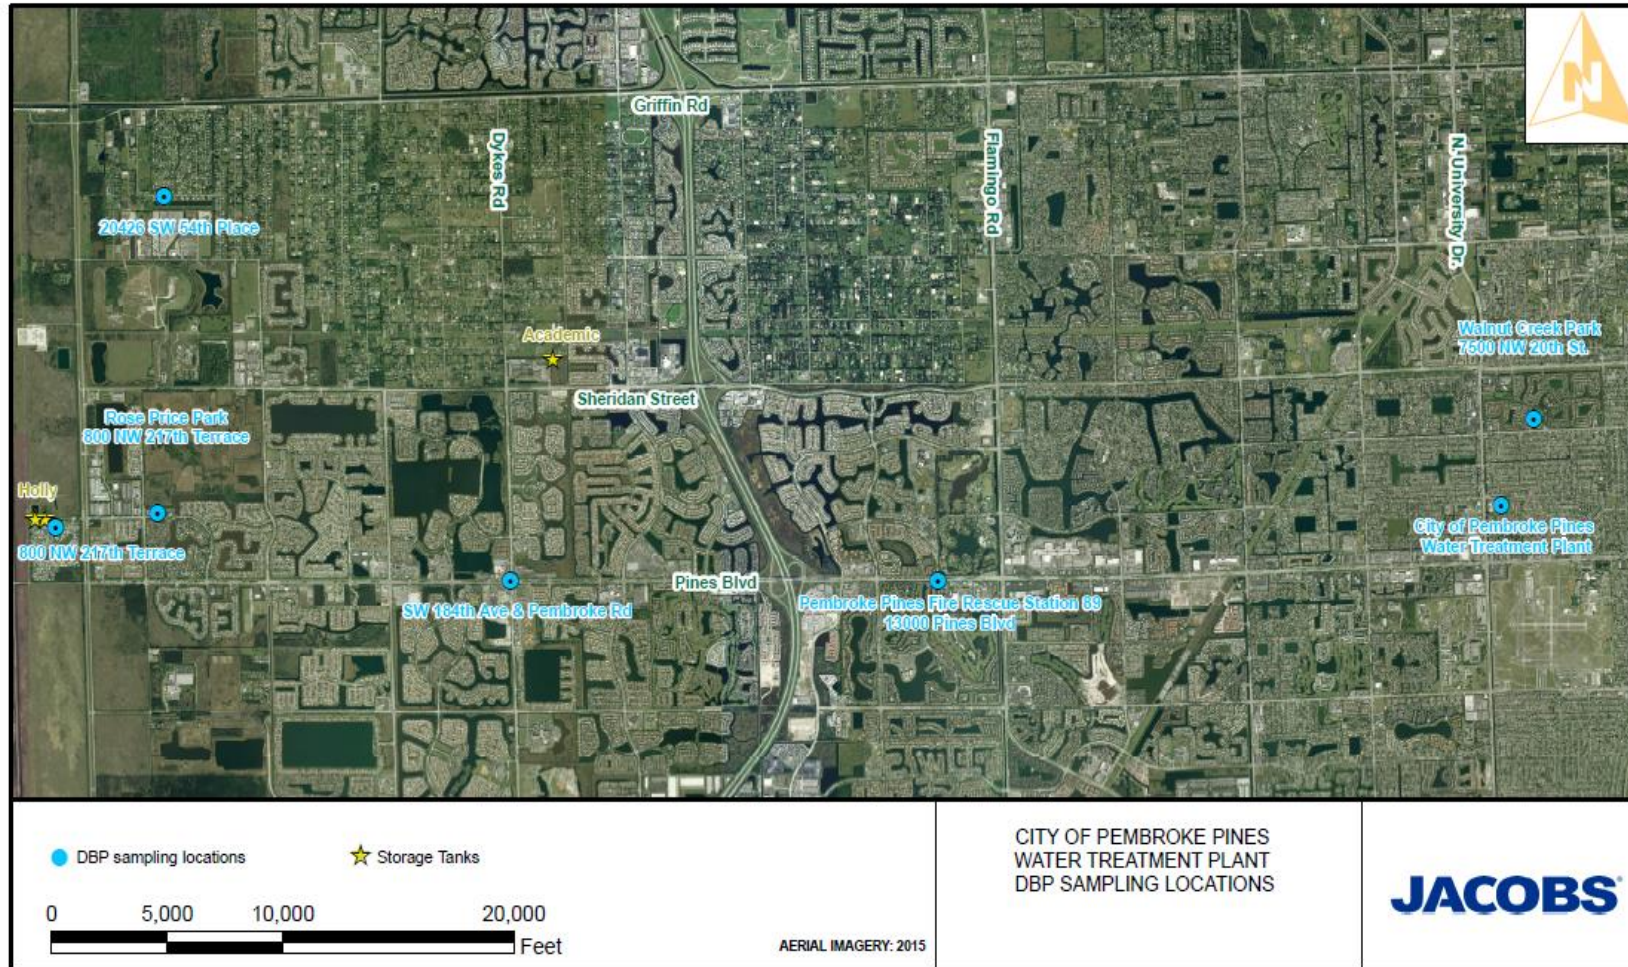 N
Griffin Rd
Dykes Rd
Flamingo Rd
N. University Dr.
20426 SW 54th Place
Academic
Walnut Creek Park
7500 NW 20th St.
Sheridan Street
Rose Price Park
800 NW 217th Terrace
Holly
800 NW 217th Terrace
City of Pembroke Pines
Water Treatment Plant
Pines Blvd
SW 184th Ave & Pembroke Rd
Pembroke Pines Fire Rescue Station 89
13000 Pines Blvd
DBP sampling locations
Storage Tanks
0 5,000 10,000 20,000
Feet
AERIAL IMAGERY: 2015
CITY OF PEMBROKE PINES
WATER TREATMENT PLANT
DBP SAMPLING LOCATIONS
JACOBS